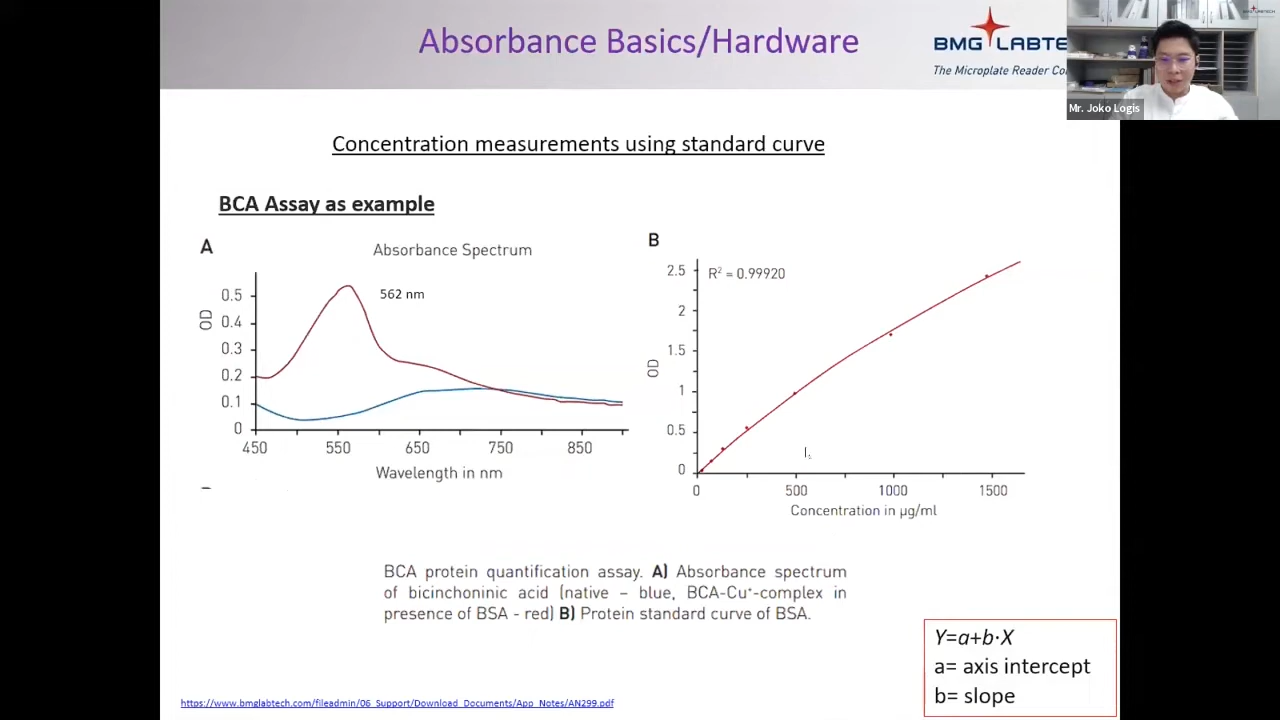 Absorbance Basics/Hardware
BMG LABTE
The Microplate Reader Co
Mr. Joko Logis
Concentration measurements using standard curve
BCA Assay as example
A
Absorbance Spectrum
562 nm
OD
0.5
0.4
0.3
0.2
0.1
0
450 550 650 750 850
Wavelength in nm
B
R² = 0.99920
OD
2.5
2
1.5
1
0.5
0
0 500 1000 1500
Concentration in µg/ml
BCA protein quantification assay. A) Absorbance spectrum
of bicinchoninic acid (native – blue, BCA-Cu⁺-complex in
presence of BSA - red) B) Protein standard curve of BSA.
Y=a+b·X
a= axis intercept
b= slope
https://www.bmglabtech.com/fileadmin/06_Support/Download_Documents/App_Notes/AN299.pdf